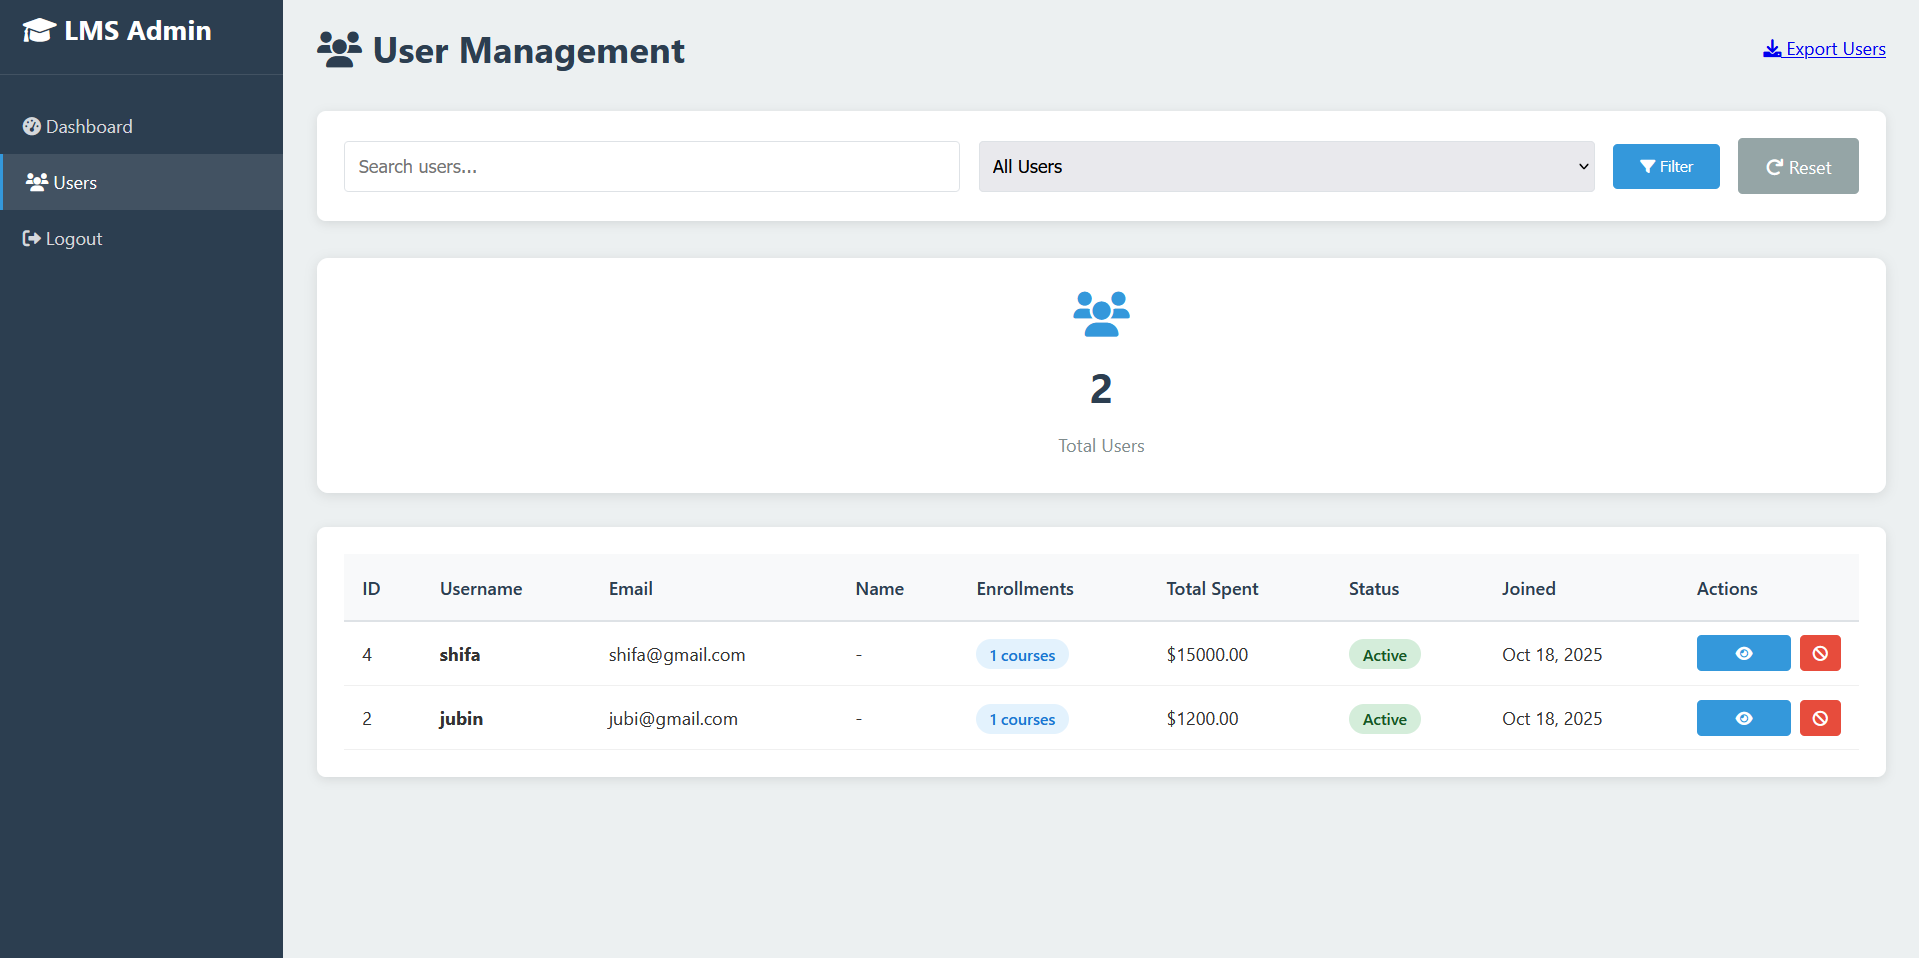 LMS Admin
Dashboard
Users
Logout
User Management
Export Users
Search users...
All Users
Filter
Reset
2
Total Users
ID Username Email Name Enrollments Total Spent Status Joined Actions
4 shifa shifa@gmail.com - 1 courses $15000.00 Active Oct 18, 2025
2 jubin jubi@gmail.com - 1 courses $1200.00 Active Oct 18, 2025